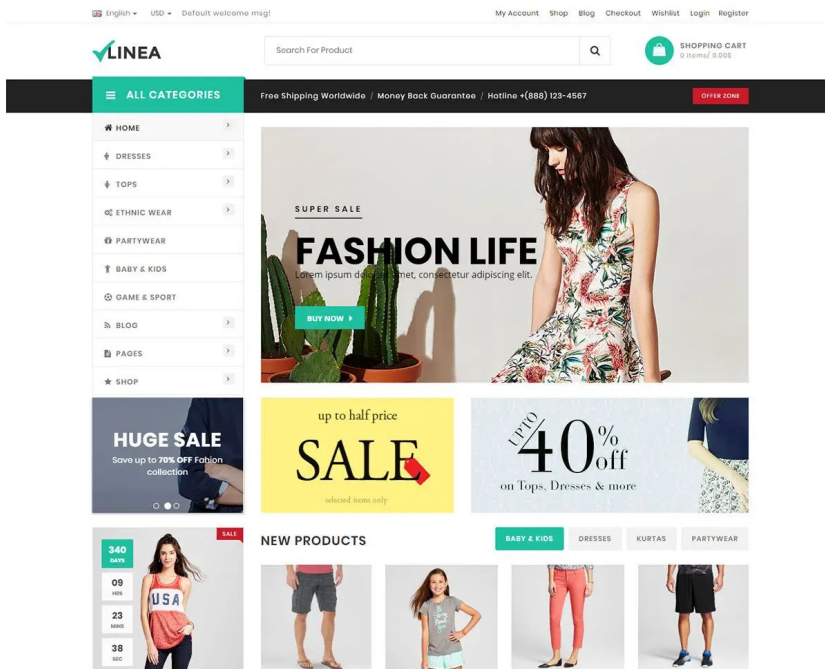 English USD Default welcome msg!
My Account Shop Blog Checkout Wishlist Login Register
LINEA
Search For Product
SHOPPING CART
0 items/ 0.00$
ALL CATEGORIES
Free Shipping Worldwide / Money Back Guarantee / Hotline +(888) 123-4567
OFFER ZONE
HOME
DRESSES
TOPS
ETHNIC WEAR
PARTYWEAR
BABY & KIDS
GAME & SPORT
BLOG
PAGES
SHOP
SUPER SALE
FASHION LIFE
Lorem ipsum dolor sit amet, consectetur adipiscing elit.
BUY NOW
HUGE SALE
Save up to 70% OFF Fahion
collection
up to half price
SALE
selected items only
UPTO
40% off
on Tops, Dresses & more
SALE
340
DAYS
09
HRS
23
MINS
38
SEC
USA
NEW PRODUCTS
BABY & KIDS DRESSES KURTAS PARTYWEAR